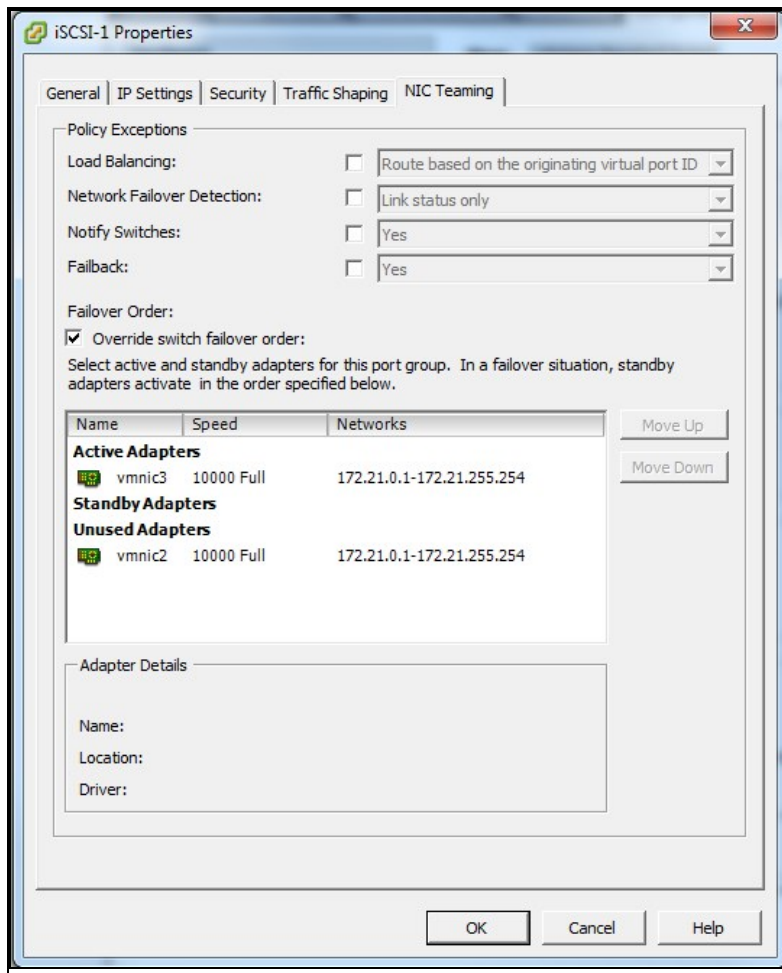 iSCSI-1 Properties
General IP Settings Security Traffic Shaping NIC Teaming
Policy Exceptions
Load Balancing: Route based on the originating virtual port ID
Network Failover Detection: Link status only
Notify Switches: Yes
Failback: Yes
Failover Order:
Override switch failover order:
Select active and standby adapters for this port group. In a failover situation, standby
adapters activate in the order specified below.
Name Speed Networks Move Up
Active Adapters
vmnic3 10000 Full 172.21.0.1-172.21.255.254 Move Down
Standby Adapters
Unused Adapters
vmnic2 10000 Full 172.21.0.1-172.21.255.254
Adapter Details
Name:
Location:
Driver:
OK Cancel Help